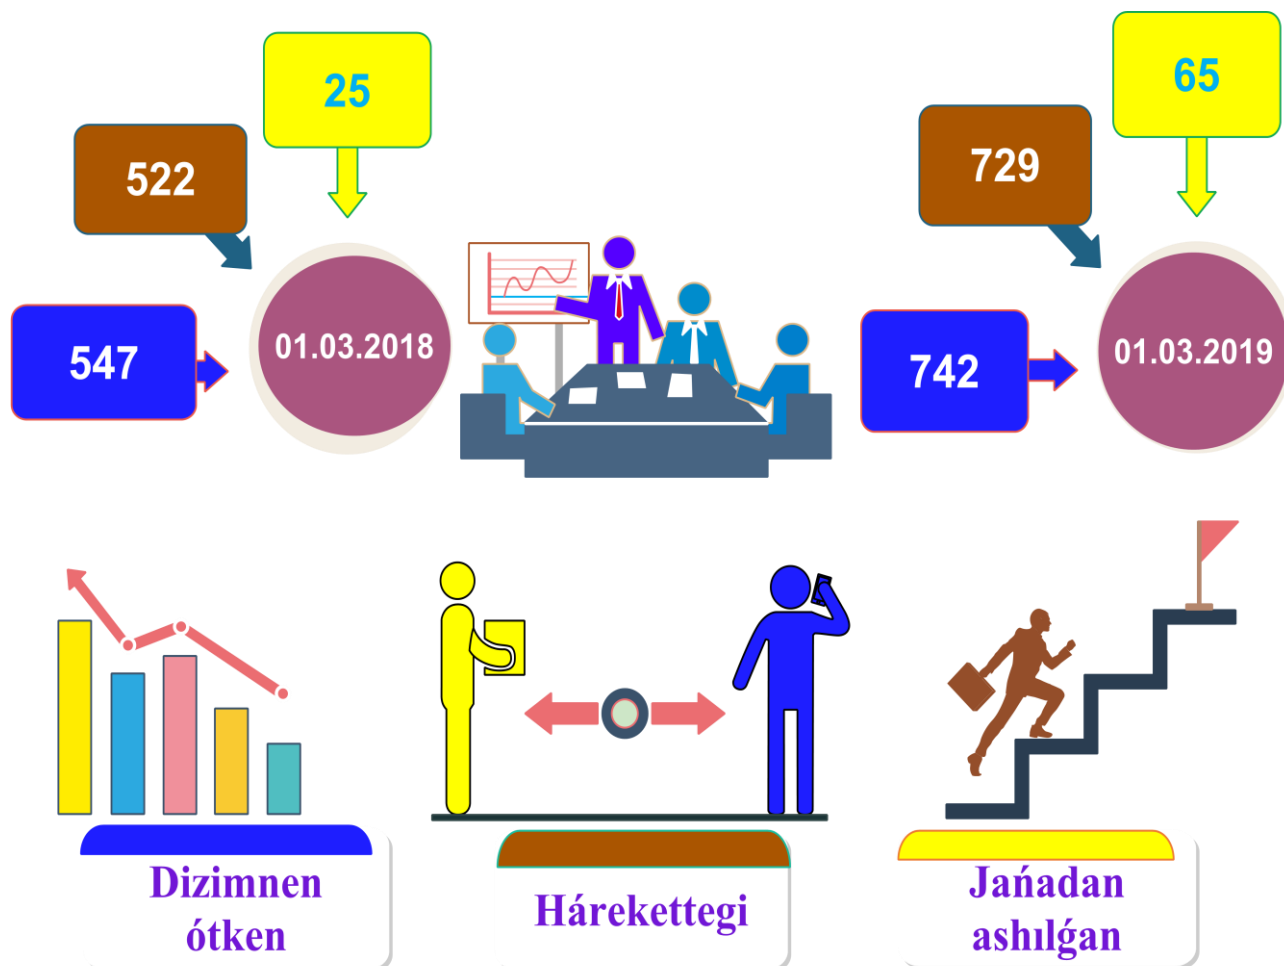 25
65
522
729
547
01.03.2018
742
01.03.2019
Dizimnen
ótken
Hárekettegi
Jańadan
ashılǵan